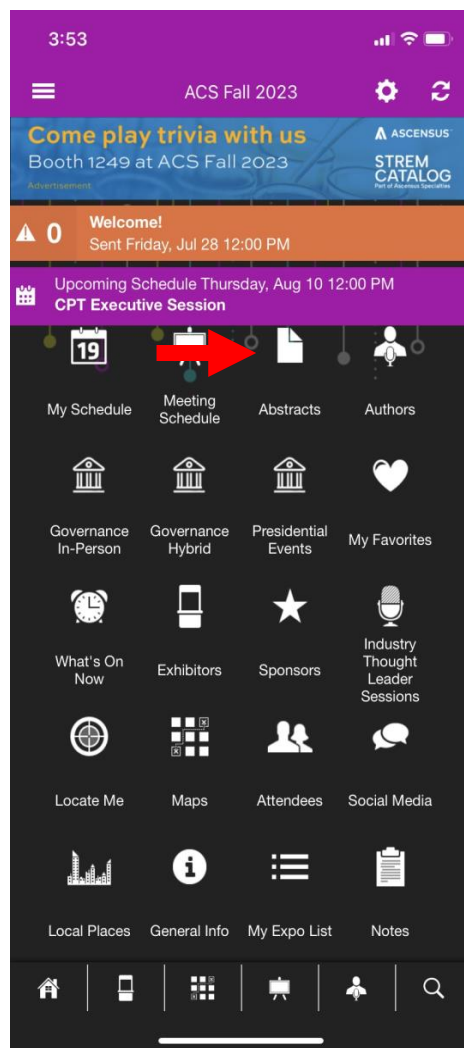 3:53
ACS Fall 2023
Come play trivia with us
Booth 1249 at ACS Fall 2023
Advertisement
ASCENSUS
STREM
CATALOG
Part of Ascensus Specialties
0
Welcome!
Sent Friday, Jul 28 12:00 PM
Upcoming Schedule Thursday, Aug 10 12:00 PM
CPT Executive Session
19
My Schedule
Meeting
Schedule
Abstracts
Authors
Governance
In-Person
Governance
Hybrid
Presidential
Events
My Favorites
What's On
Now
Exhibitors
Sponsors
Industry
Thought
Leader
Sessions
Locate Me
Maps
Attendees
Social Media
Local Places
General Info
My Expo List
Notes